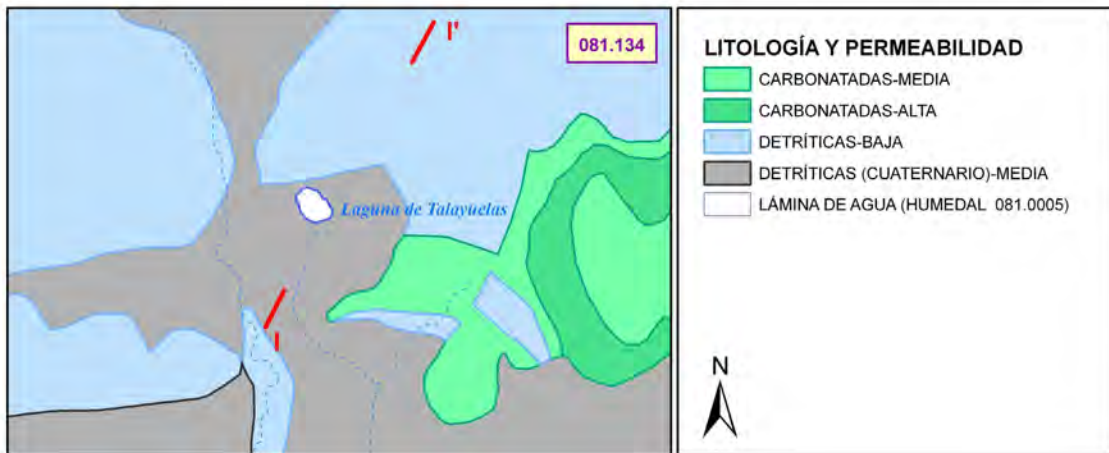 I'
081.134
Laguna de Talayuelas
I
LITOLOGÍA Y PERMEABILIDAD
CARBONATADAS-MEDIA
CARBONATADAS-ALTA
DETRÍTICAS-BAJA
DETRÍTICAS (CUATERNARIO)-MEDIA
LÁMINA DE AGUA (HUMEDAL 081.0005)
N